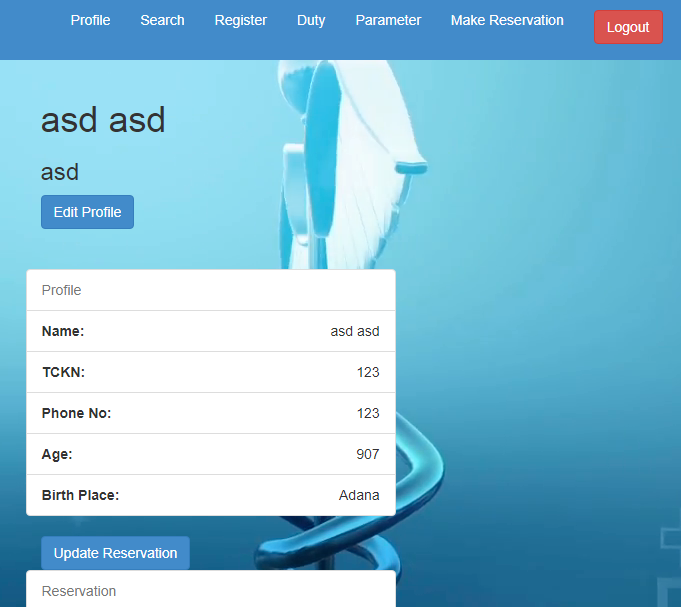 Profile Search Register Duty Parameter Make Reservation Logout
asd asd
asd
Edit Profile
Profile
Name: asd asd
TCKN: 123
Phone No: 123
Age: 907
Birth Place: Adana
Update Reservation
Reservation